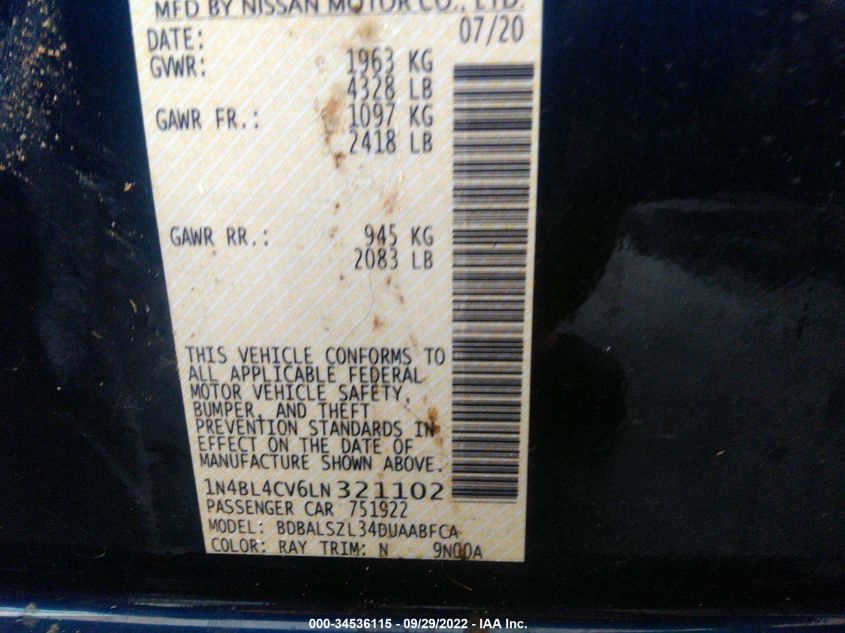 MFD BY NISSAN MOTOR CO., LTD.
DATE: 07/20
GVWR: 1963 KG
4328 LB
GAWR FR.: 1097 KG
2418 LB
GAWR RR.: 945 KG
2083 LB
THIS VEHICLE CONFORMS TO
ALL APPLICABLE FEDERAL
MOTOR VEHICLE SAFETY,
BUMPER, AND THEFT
PREVENTION STANDARDS IN
EFFECT ON THE DATE OF
MANUFACTURE SHOWN ABOVE.
1N4BL4CV6LN321102
PASSENGER CAR 751922
MODEL: BDBALSZL34DUAABFCA
COLOR: RAY TRIM: N 9N00A
000-34536115 - 09/29/2022 - IAA Inc.